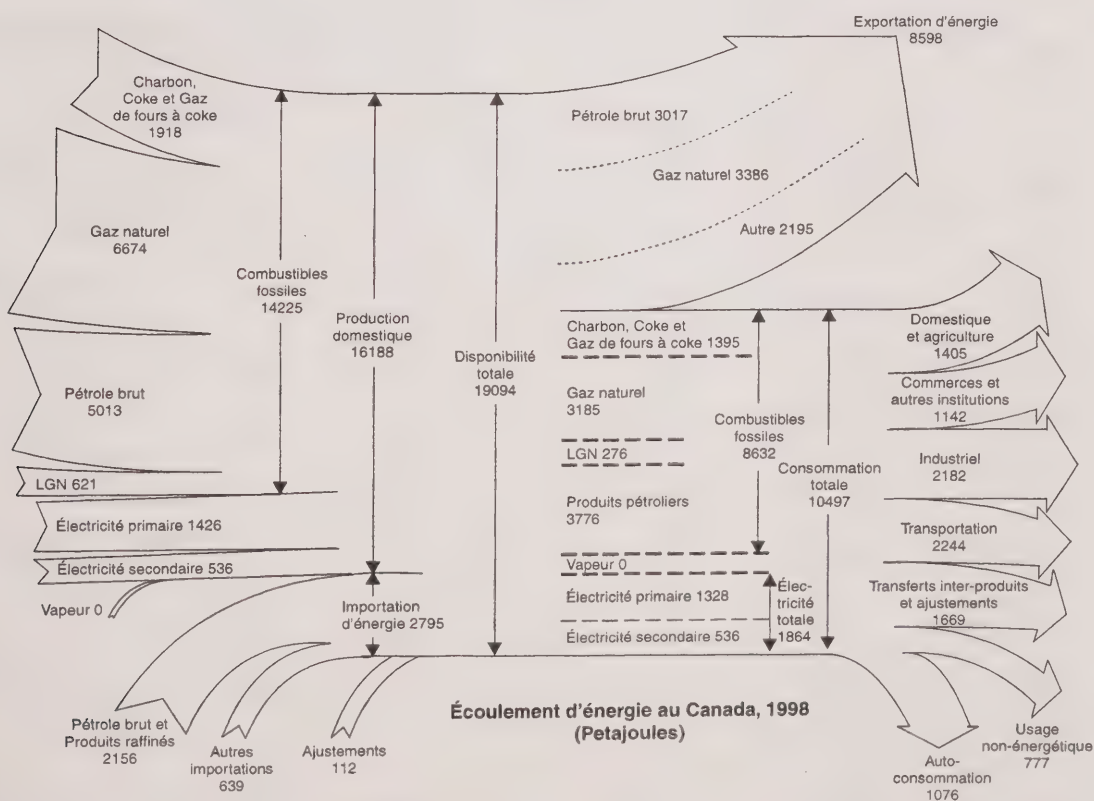 Exportation d'énergie
8598
Charbon,
Coke et Gaz
de fours à coke
1918
Gaz naturel
6674
Pétrole brut
5013
LGN 621
Électricité primaire 1426
Électricité secondaire 536
Vapeur 0
Pétrole brut et
Produits raffinés
2156
Autres
importations
639
Ajustements
112
Combustibles
fossiles
14225
Production
domestique
16188
Importation
d'énergie 2795
Disponibilité
totale
19094
Pétrole brut 3017
Gaz naturel 3386
Autre 2195
Charbon, Coke et
Gaz de fours à coke 1395
Gaz naturel
3185
LGN 276
Produits pétroliers
3776
Vapeur 0
Électricité primaire 1328
Électricité secondaire 536
Combustibles
fossiles
8632
Élec-
tricité
totale
1864
Consommation
totale
10497
Domestique
et agriculture
1405
Commerces et
autres institutions
1142
Industriel
2182
Transportation
2244
Transferts inter-produits
et ajustements
1669
Usage
non-énergétique
777
Auto-
consommation
1076
Écoulement d'énergie au Canada, 1998
(Petajoules)